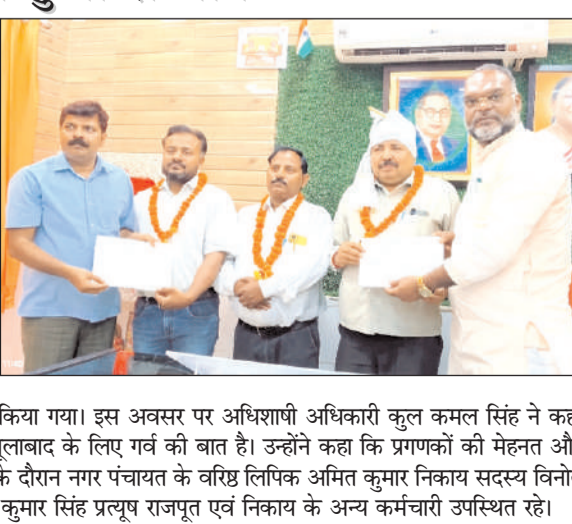 किया गया। इस अवसर पर अधिशाषी अधिकारी कुल कमल सिंह ने कह
लाबाद के लिए गर्व की बात है। उन्होंने कहा कि प्रगणकों की मेहनत औ
के दौरान नगर पंचायत के वरिष्ठ लिपिक अमित कुमार निकाय सदस्य विनो
कुमार सिंह प्रत्यूष राजपूत एवं निकाय के अन्य कर्मचारी उपस्थित रहे।